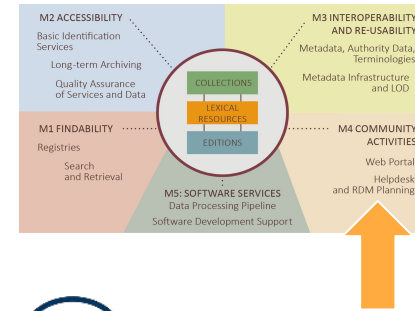 M2 ACCESSIBILITY
Basic Identification
Services
Long-term Archiving
Quality Assurance
of Services and Data
M3 INTEROPERABILITY
AND RE-USABILITY
Metadata, Authority Data,
Terminologies
Metadata Infrastructure
and LOD
COLLECTIONS
LEXICAL
RESOURCES
EDITIONS
M1 FINDABILITY
Registries
Search
and Retrieval
M4 COMMUNITY
ACTIVITIES
Web Portal
Helpdesk
and RDM Planning
M5: SOFTWARE SERVICES
Data Processing Pipeline
Software Development Support